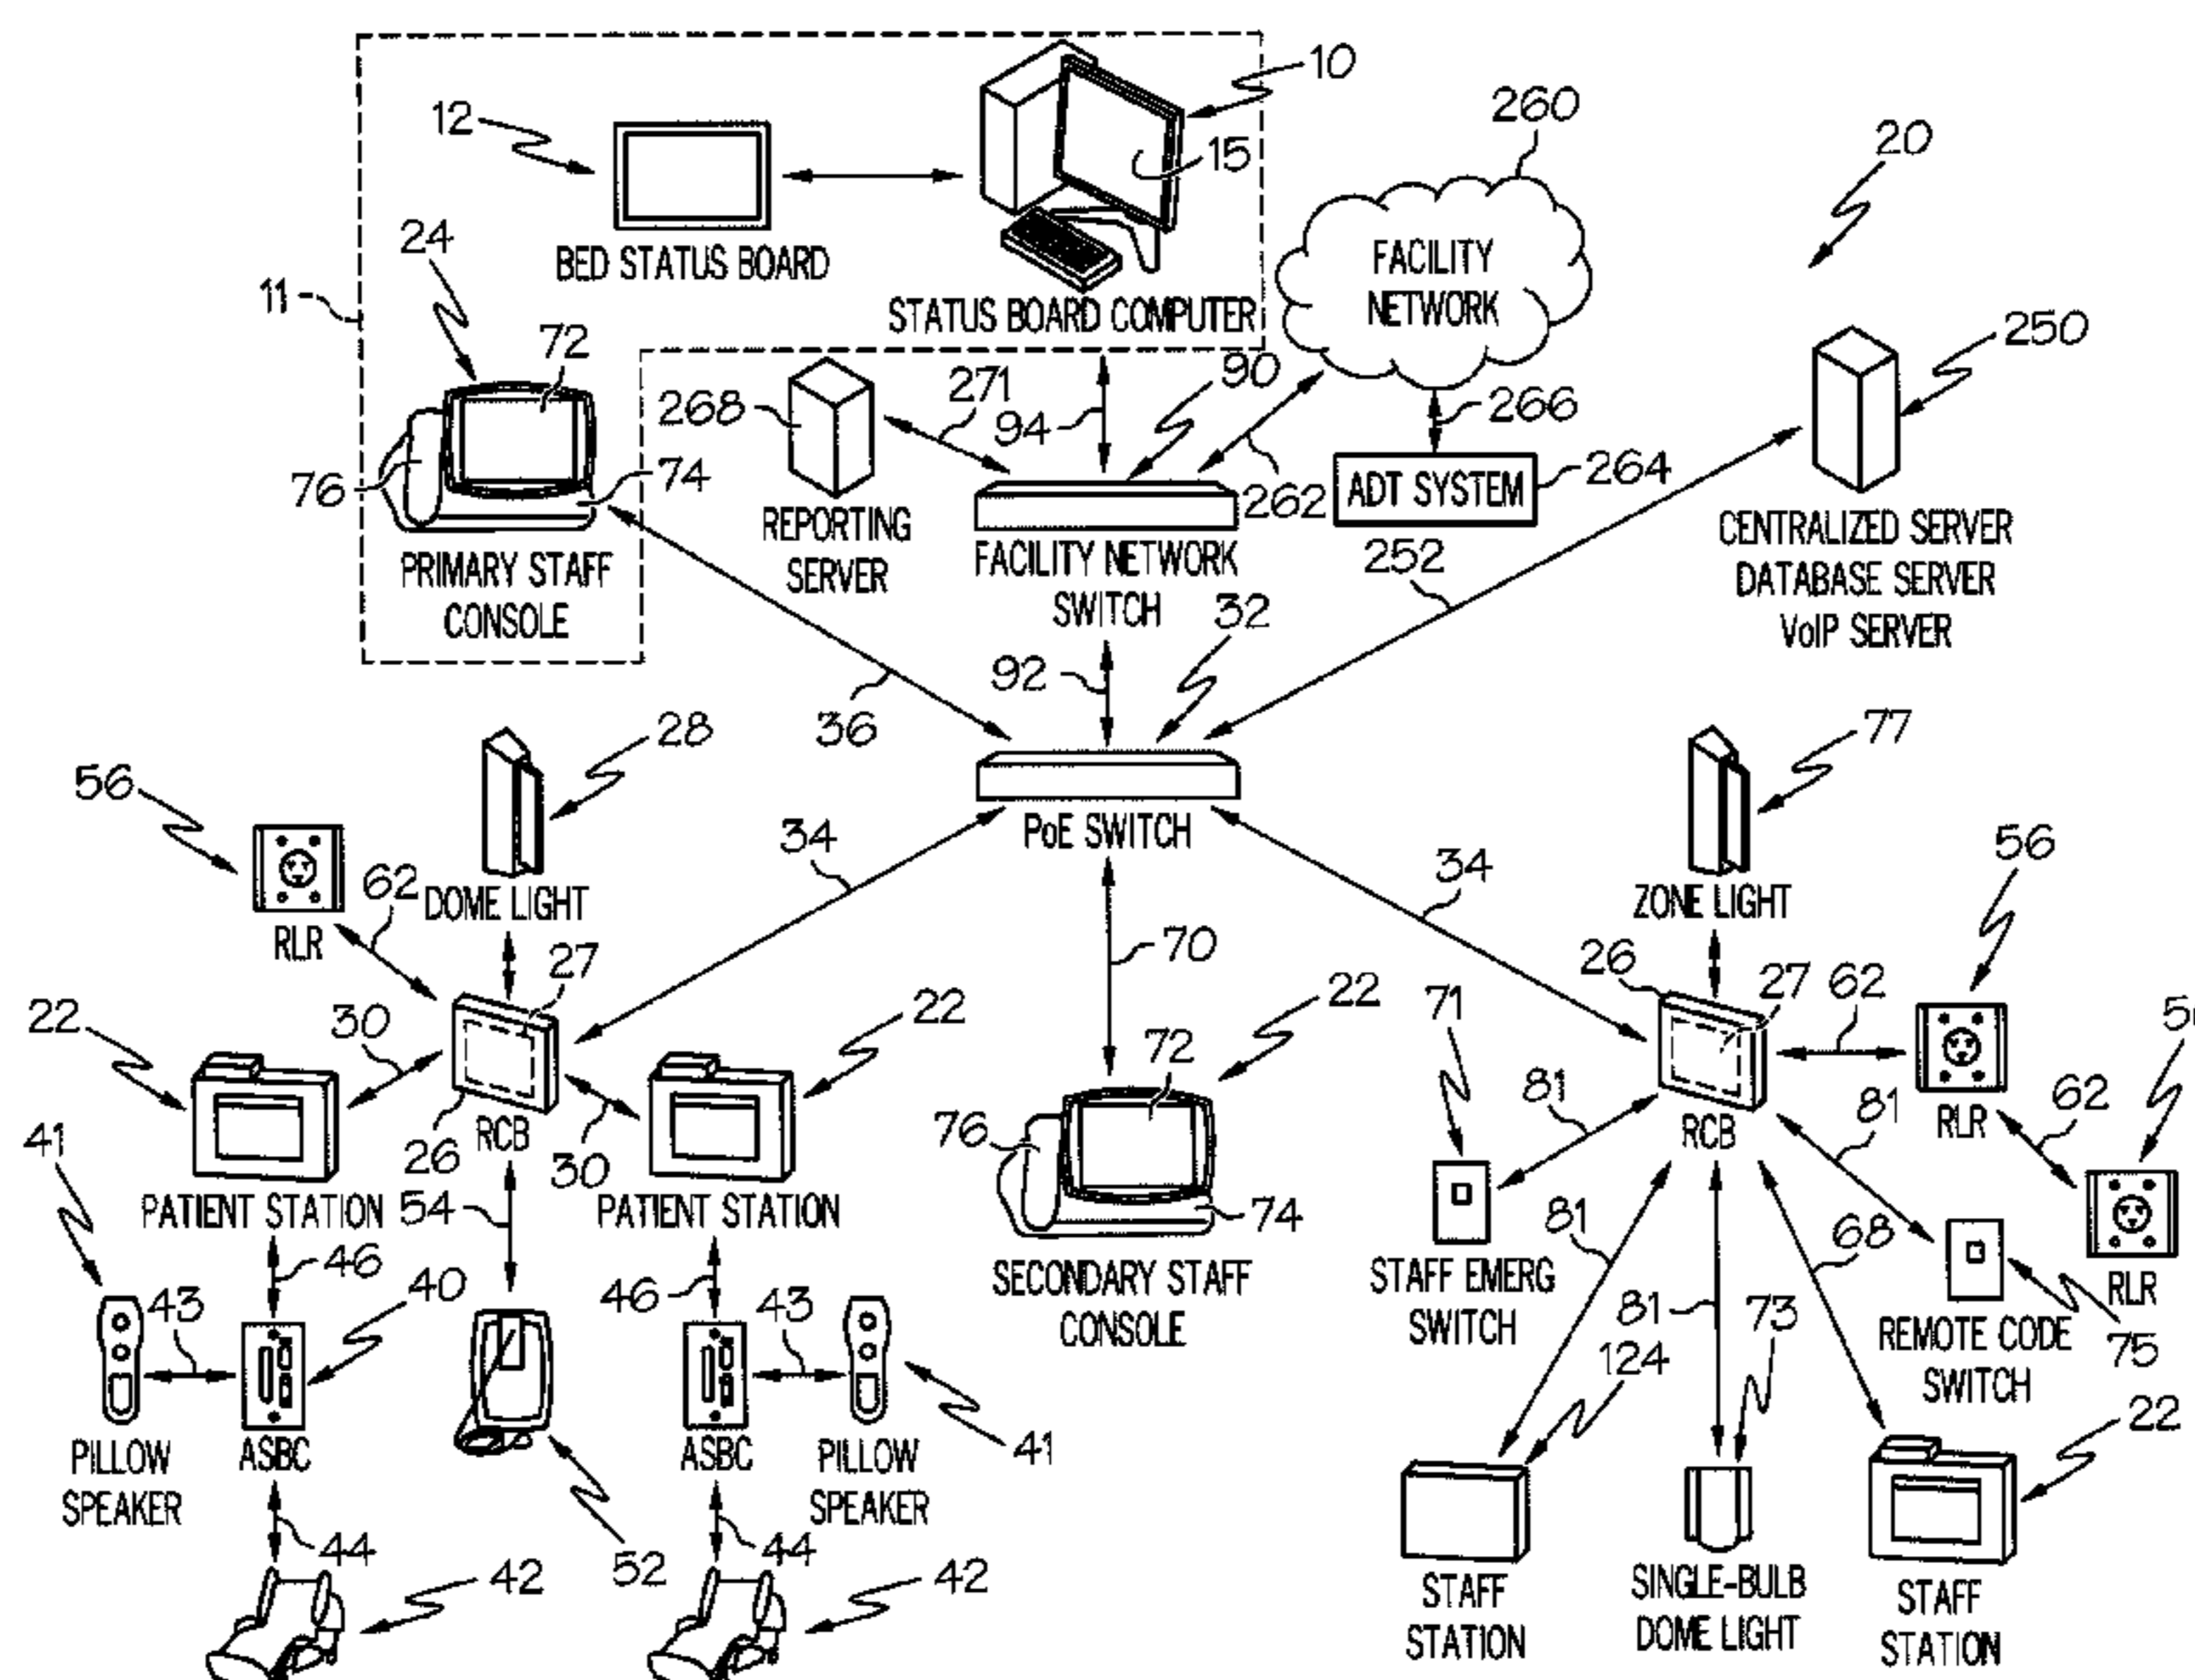 10
260
12
20
15
24
BED STATUS BOARD
FACILITY
NETWORK
11
STATUS BOARD COMPUTER
250
72
90
271
268
94
266
76
74
262
ADT SYSTEM
264
REPORTING
SERVER
FACILITY NETWORK
SWITCH
252
CENTRALIZED SERVER
DATABASE SERVER
VoIP SERVER
PRIMARY STAFF
CONSOLE
32
92
36
28
77
56
PoE SWITCH
34
34
56
62
DOME LIGHT
ZONE LIGHT
RLR
27
70
26
27
62
22
30
22
71
72
22
81
62
81
41
26
RCB
30
76
RCB
RLR
PATIENT STATION
54
PATIENT STATION
74
81
68
46
40
46
SECONDARY STAFF
CONSOLE
STAFF EMERG
SWITCH
RLR
43
43
81
73
REMOTE CODE
SWITCH
75
124
22
PILLOW
SPEAKER
ASBC
ASBC
PILLOW
SPEAKER
41
44
42
52
44
42
STAFF
STATION
SINGLE-BULB
DOME LIGHT
STAFF
STATION